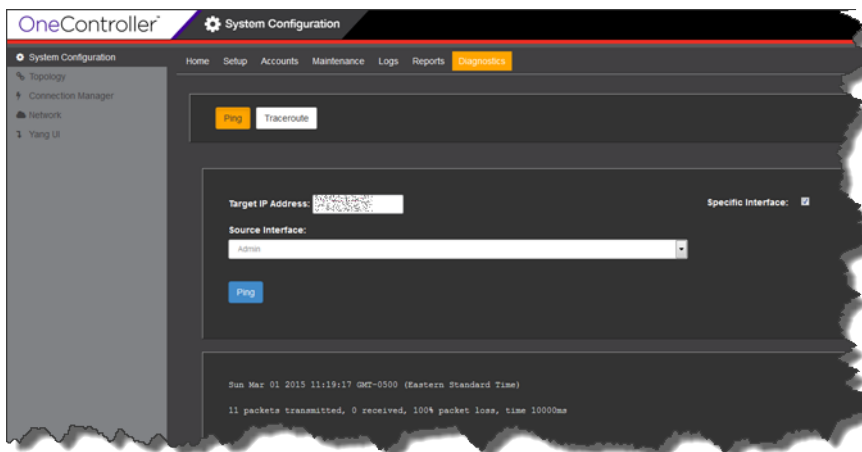 OneController™
System Configuration
System Configuration
Topology
Connection Manager
Network
Yang UI
Home Setup Accounts Maintenance Logs Reports Diagnostics
Ping Traceroute
Target IP Address:
Specific Interface:
Source Interface:
Admin
Ping
Sun Mar 01 2015 11:19:17 GMT-0500 (Eastern Standard Time)
11 packets transmitted, 0 received, 100% packet loss, time 10000ms